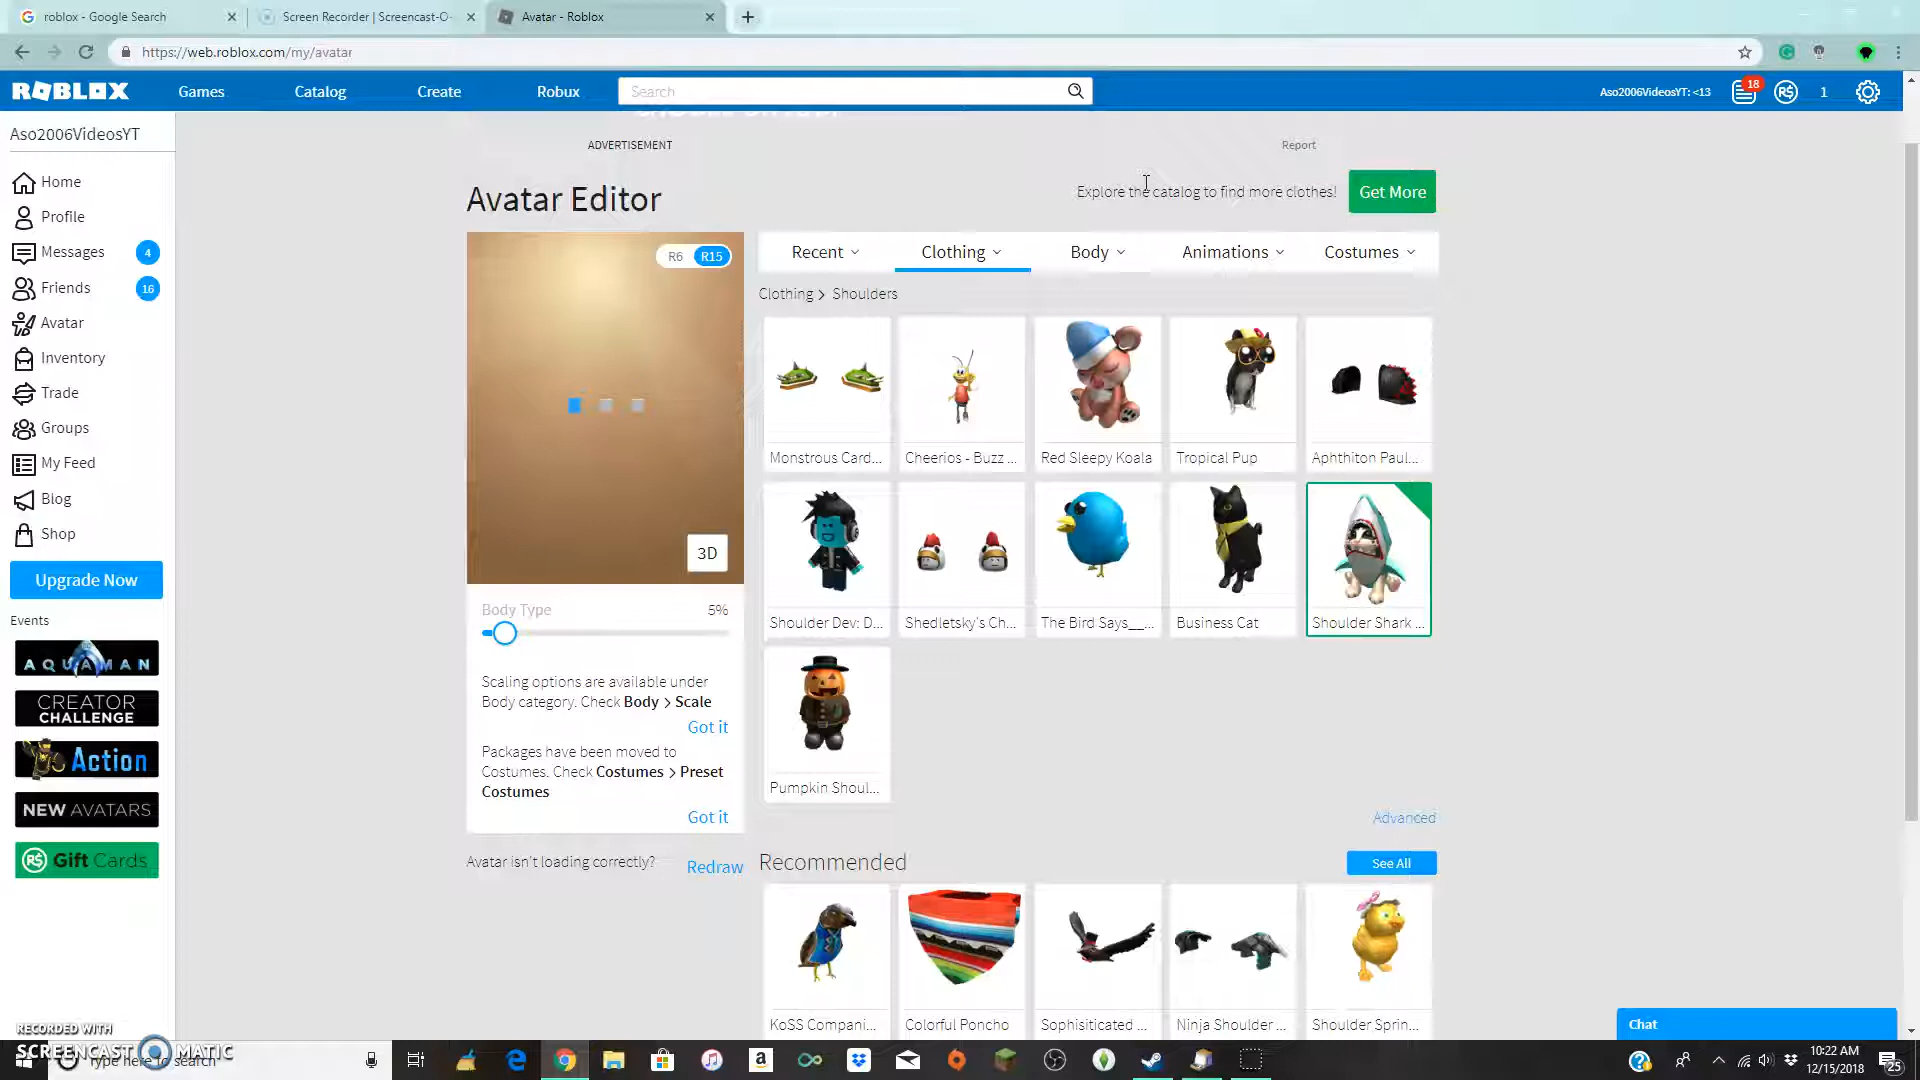 roblox - Google Search
Screen Recorder | Screencast-O-
Avatar - Roblox
https://web.roblox.com/my/avatar
ROBLOX
Games
Catalog
Create
Robux
Search
Aso2006VideosYT: <13
18
R$
1
Aso2006VideosYT
ADVERTISEMENT
Report
Home
Profile
Messages
4
Friends
16
Avatar
Inventory
Trade
Groups
My Feed
Blog
Shop
Upgrade Now
Events
AQUAMAN
CREATOR
CHALLENGE
Action
NEW AVATARS
R$ Gift Cards
Avatar Editor
Explore the catalog to find more clothes!
Get More
R6
R15
3D
Body Type
5%
Scaling options are available under
Body category. Check Body > Scale
Got it
Packages have been moved to
Costumes. Check Costumes > Preset
Costumes
Got it
Avatar isn't loading correctly?
Redraw
Recent
Clothing
Body
Animations
Costumes
Clothing > Shoulders
Monstrous Card...
Cheerios - Buzz ...
Red Sleepy Koala
Tropical Pup
Aphthiton Paul...
Shoulder Dev: D...
Shedletsky's Ch...
The Bird Says__...
Business Cat
Shoulder Shark ...
Pumpkin Shoul...
Advanced
Recommended
See All
KoSS Compani...
Colorful Poncho
Sophisiticated ...
Ninja Shoulder ...
Shoulder Sprin...
Chat
RECORDED WITH
SCREENCAST MATIC
Type here to search
10:22 AM
12/15/2018
25